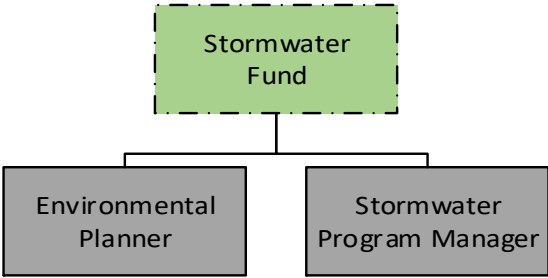 Stormwater
Fund
Environmental
Planner
Stormwater
Program Manager